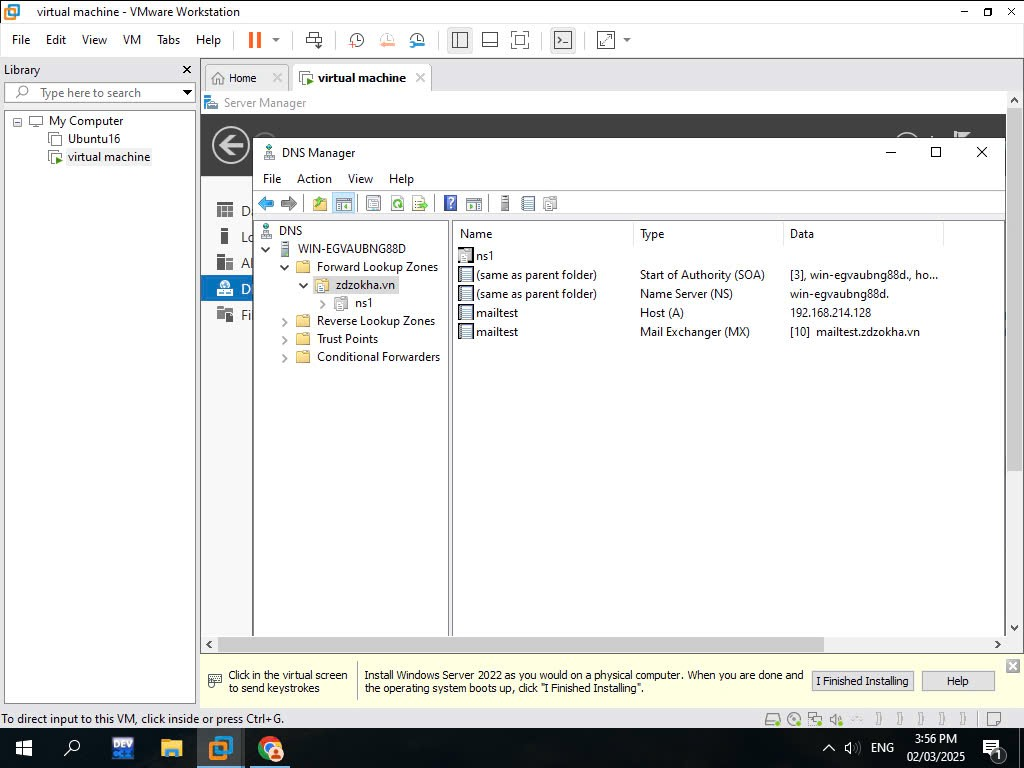 virtual machine - VMware Workstation
File Edit View VM Tabs Help
Library
Type here to search
My Computer
Ubuntu16
virtual machine
Home
virtual machine
Server Manager
DNS Manager
File Action View Help
DNS
WIN-EGVAUBNG88D
Forward Lookup Zones
zdzokha.vn
ns1
Reverse Lookup Zones
Trust Points
Conditional Forwarders
Name Type Data
ns1
(same as parent folder) Start of Authority (SOA) [3], win-egvaubng88d., ho...
(same as parent folder) Name Server (NS) win-egvaubng88d.
mailtest Host (A) 192.168.214.128
mailtest Mail Exchanger (MX) [10] mailtest.zdzokha.vn
Click in the virtual screen
to send keystrokes
Install Windows Server 2022 as you would on a physical computer. When you are done and
the operating system boots up, click "I Finished Installing".
I Finished Installing
Help
To direct input to this VM, click inside or press Ctrl+G.
DEV
ENG
3:56 PM
02/03/2025
1